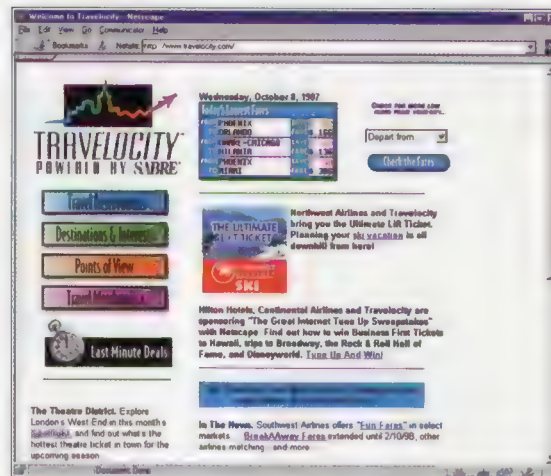 Welcome to Travelocity - Netscape
File Edit View Go Communicator Help
Bookmarks Netsite: http://www.travelocity.com/
Wednesday, October 8, 1997
Today's Lowest Fares
PHOENIX
ORLANDO
CHICAGO
ATLANTA
PHOENIX
MIAMI
Depart from...
Check the Fares
TRAVELOCITY
POWERED BY SABRE
Travel
Destinations & Interests
Points of View
Travel
Last Minute Deals
THE ULTIMATE
LIFT TICKET
SKI
Northwest Airlines and Travelocity
bring you the Ultimate Lift Ticket.
Planning your ski vacation is all
downhill from here!
Hilton Hotels, Continental Airlines and Travelocity are
sponsoring "The Great Internet Tune Up Sweepstakes"
with Netscape. Find out how to win Business First Tickets
to Hawaii, trips to Broadway, the Rock & Roll Hall of
Fame, and Disneyworld. Tune Up And Win!
The Theatre District. Explore
London's West End in this month's
Spotlight, and find out what's the
hottest theatre ticket in town for the
upcoming season.
In The News. Southwest Airlines offers "Fun Fares" in select
markets BreakAAway Fares extended until 2/10/98, other
airlines matching and more
Document: Done